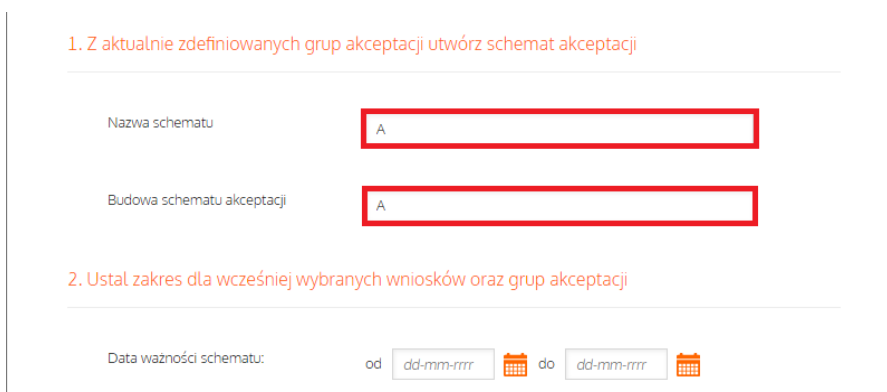 1. Z aktualnie zdefiniowanych grup akceptacji utwórz schemat akceptacji
Nazwa schematu A
Budowa schematu akceptacji A
2. Ustal zakres dla wcześniej wybranych wniosków oraz grup akceptacji
Data ważności schematu: od dd-mm-rrrr do dd-mm-rrrr